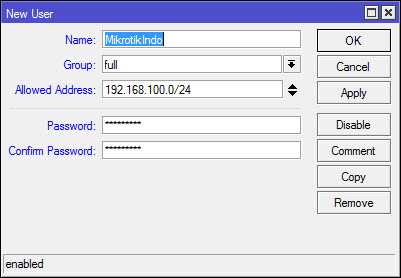 New User
Name: MikrotikIndo
OK
Group: full
Cancel
Allowed Address: 192.168.100.0/24
Apply
Password: *********
Disable
Confirm Password: *********
Comment
Copy
Remove
enabled